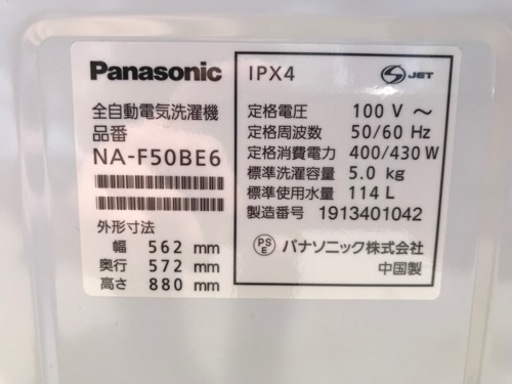 Panasonic
全自動電気洗濯機
品番
NA-F50BE6
外形寸法
幅 562 mm
奥行 572 mm
高さ 880 mm
IPX4
S JET
定格電圧 100 V ～
定格周波数 50/60 Hz
定格消費電力 400/430 W
標準洗濯容量 5.0 kg
標準使用水量 114 L
製造番号 1913401042
PS E パナソニック株式会社
中国製